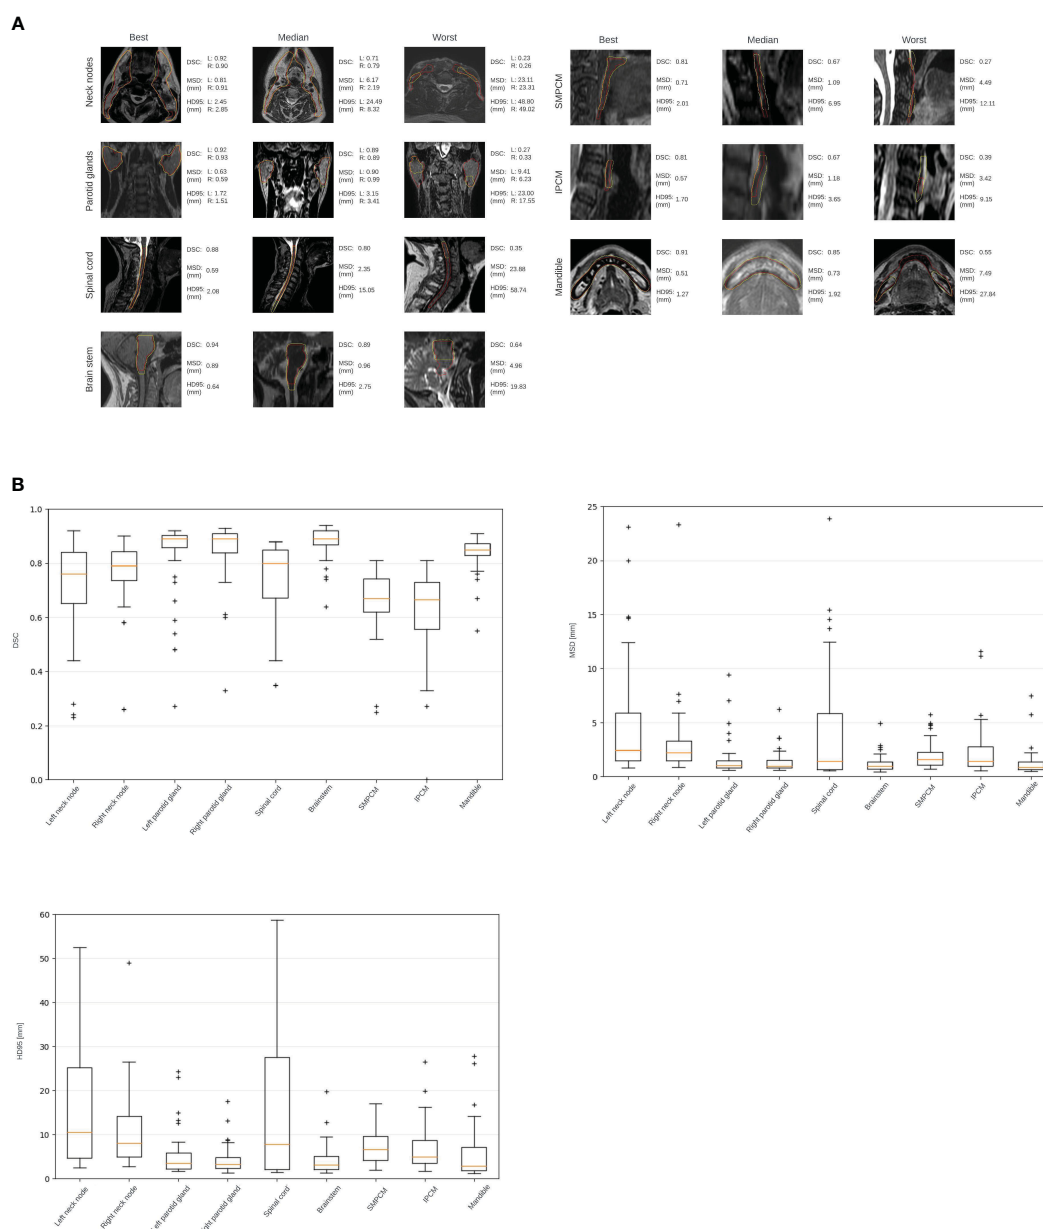 A
Best
Median
Worst
Neck nodes
DSC: L: 0.92
R: 0.90
MSD: L: 0.81
(mm) R: 0.91
HD95: L: 2.45
(mm) R: 2.85
DSC: L: 0.71
R: 0.79
MSD: L: 6.17
(mm) R: 2.19
HD95: L: 24.49
(mm) R: 8.32
DSC: L: 0.23
R: 0.26
MSD: L: 23.11
(mm) R: 23.31
HD95: L: 48.80
(mm) R: 49.02
Parotid glands
DSC: L: 0.92
R: 0.93
MSD: L: 0.63
(mm) R: 0.59
HD95: L: 1.72
(mm) R: 1.51
DSC: L: 0.89
R: 0.89
MSD: L: 0.90
(mm) R: 0.99
HD95: L: 3.15
(mm) R: 3.41
DSC: L: 0.27
R: 0.33
MSD: L: 9.41
(mm) R: 6.23
HD95: L: 23.00
(mm) R: 17.55
Spinal cord
DSC: 0.88
MSD: 0.59
(mm)
HD95: 2.08
(mm)
DSC: 0.80
MSD: 2.35
(mm)
HD95: 15.05
(mm)
DSC: 0.35
MSD: 23.88
(mm)
HD95: 58.74
(mm)
Brain stem
DSC: 0.94
MSD: 0.89
(mm)
HD95: 0.64
(mm)
DSC: 0.89
MSD: 0.96
(mm)
HD95: 2.75
(mm)
DSC: 0.64
MSD: 4.96
(mm)
HD95: 19.83
(mm)
Best
Median
Worst
SMPCM
DSC: 0.81
MSD: 0.71
(mm)
HD95: 2.01
(mm)
DSC: 0.67
MSD: 1.09
(mm)
HD95: 6.95
(mm)
DSC: 0.27
MSD: 4.49
(mm)
HD95: 12.11
(mm)
IPCM
DSC: 0.81
MSD: 0.57
(mm)
HD95: 1.70
(mm)
DSC: 0.67
MSD: 1.18
(mm)
HD95: 3.65
(mm)
DSC: 0.39
MSD: 3.42
(mm)
HD95: 9.15
(mm)
Mandible
DSC: 0.91
MSD: 0.51
(mm)
HD95: 1.27
(mm)
DSC: 0.85
MSD: 0.73
(mm)
HD95: 1.92
(mm)
DSC: 0.55
MSD: 7.49
(mm)
HD95: 27.84
(mm)
B
DSC
1.0
0.8
0.6
0.4
0.2
0.0
Left neck node
Right neck node
Left parotid gland
Right parotid gland
Spinal cord
Brainstem
SMPCM
IPCM
Mandible
MSD [mm]
25
20
15
10
5
0
Left neck node
Right neck node
Left parotid gland
Right parotid gland
Spinal cord
Brainstem
SMPCM
IPCM
Mandible
HD95 [mm]
60
50
40
30
20
10
0
Left neck node
Right neck node
Left parotid gland
Right parotid gland
Spinal cord
Brainstem
SMPCM
IPCM
Mandible